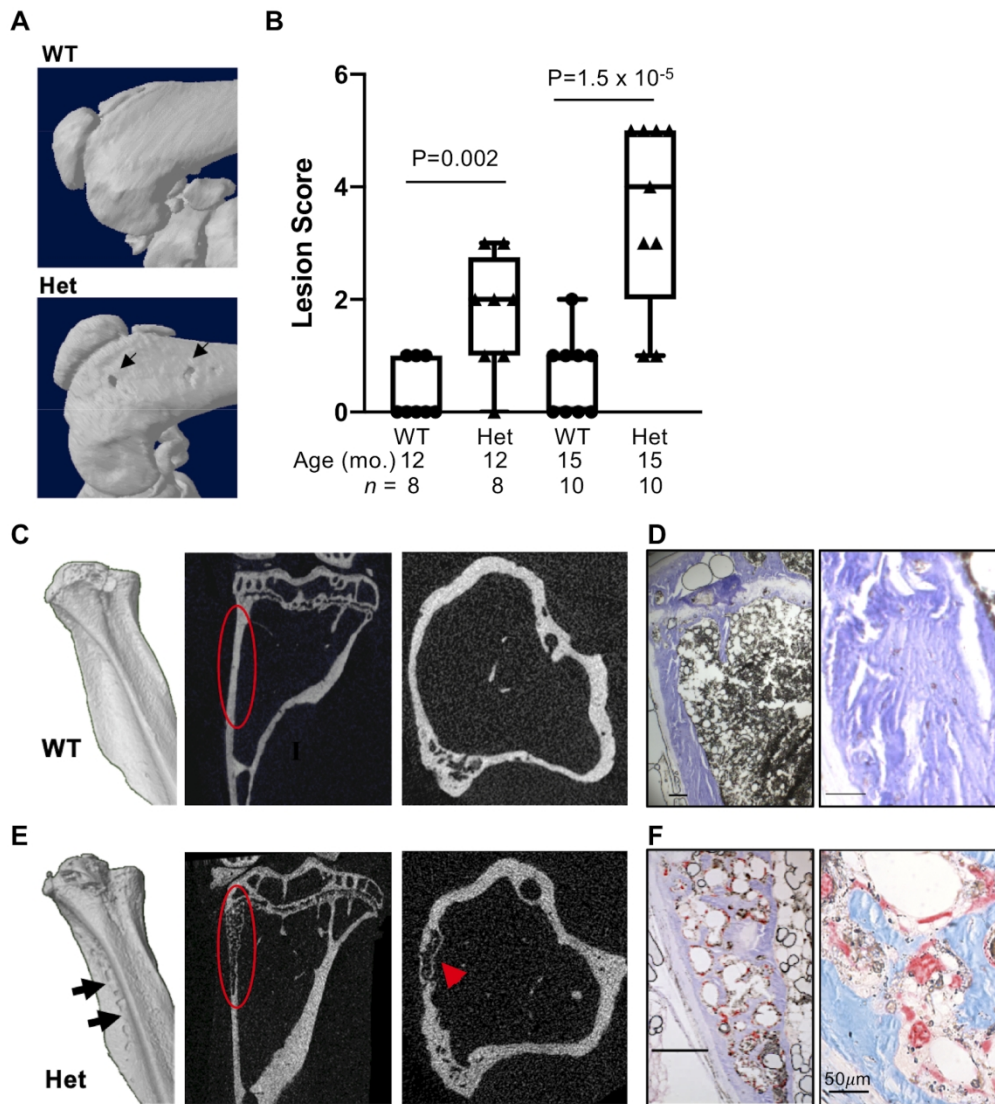 A
B
WT
Het
6
4
2
0
Lesion Score
P=0.002
P=1.5 x 10-5
WT Het WT Het
Age (mo.) 12 12 15 15
n = 8 8 10 10
C
D
WT
I
E
F
Het
50μm